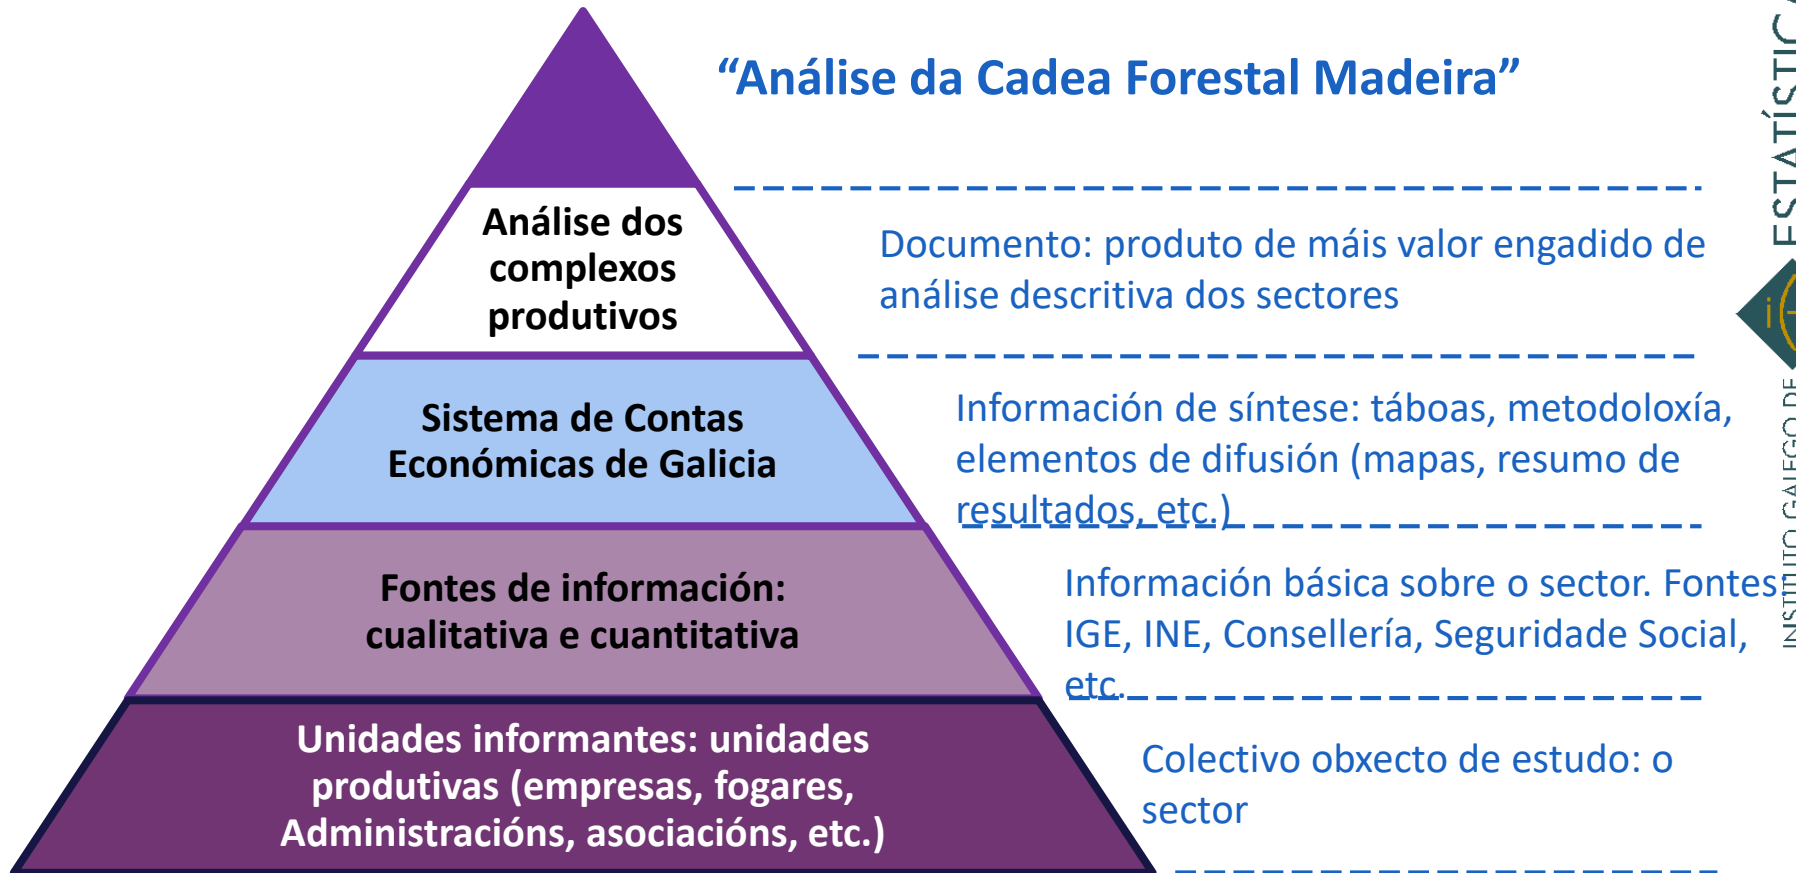 “Análise da Cadea Forestal Madeira”
Análise dos
complexos
produtivos
Documento: produto de máis valor engadido de
análise descritiva dos sectores
Sistema de Contas
Económicas de Galicia
Información de síntese: táboas, metodoloxía,
elementos de difusión (mapas, resumo de
resultados, etc.)
Fontes de información:
cualitativa e cuantitativa
Información básica sobre o sector. Fontes:
IGE, INE, Consellería, Seguridade Social,
etc.
Unidades informantes: unidades
produtivas (empresas, fogares,
Administracións, asociacións, etc.)
Colectivo obxecto de estudo: o
sector
INSTITUTO GALEGO DE